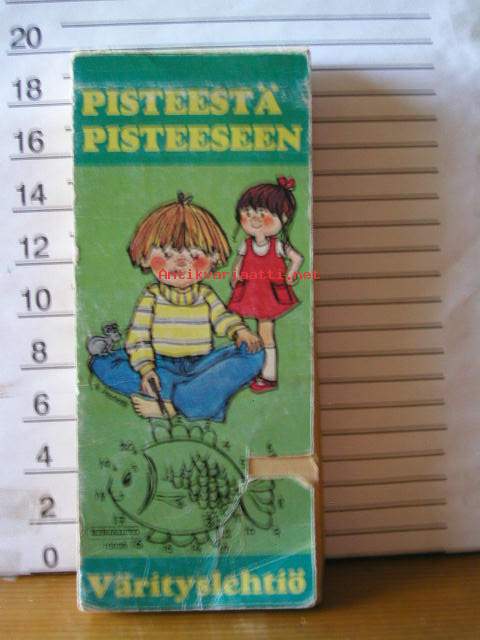 20
18
16
14
12
10
8
6
4
2
0
PISTEESTÄ
PISTEESEEN
Antikvariaatti.net
Värityslehtiö